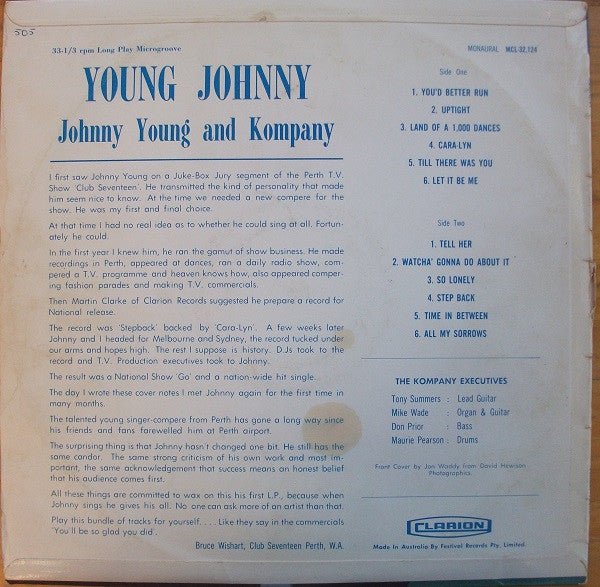 505
33-1/3 rpm Long Play Microgroove
YOUNG JOHNNY
Johnny Young and Kompany
I first saw Johnny Young on a Juke-Box Jury segment of the Perth T.V.
Show 'Club Seventeen'. He transmitted the kind of personality that made
him seem nice to know. At the time we needed a new compere for the
show. He was my first and final choice.
At that time I had no real idea as to whether he could sing at all. Fortun-
ately he could.
In the first year I knew him, he ran the gamut of show business. He made
recordings in Perth, appeared at dances, ran a daily radio show, com-
pered a T.V. programme and heaven knows how, also appeared comper-
ing fashion parades and making T.V. commercials.
Then Martin Clarke of Clarion Records suggested he prepare a record for
National release.
The record was 'Stepback' backed by 'Cara-Lyn'. A few weeks later
Johnny and I headed for Melbourne and Sydney, the record tucked under
our arms and hopes high. The rest I suppose is history. DJs took to the
record and T.V. Production executives took to Johnny.
The result was a National Show 'Go' and a nation-wide hit single.
The day I wrote these cover notes I met Johnny again for the first time in
many months.
The talented young singer-compere from Perth has gone a long way since
his friends and fans farewelled him at Perth airport.
The surprising thing is that Johnny hasn't changed one bit. He still has the
same candor. The same strong criticism of his own work and most im-
portant, the same acknowledgement that success means an honest belief
that his audience comes first.
All these things are committed to wax on this his first L.P., because when
Johnny sings he gives his all. No one can ask more of an artist than that.
Play this bundle of tracks for yourself. . . . Like they say in the commercials
"You'll be so glad you did".
Bruce Wishart, Club Seventeen Perth, W.A.
MONAURAL MCL-32,124
Side One
1. YOU'D BETTER RUN
2. UPTIGHT
3. LAND OF A 1,000 DANCES
4. CARA-LYN
5. TILL THERE WAS YOU
6. LET IT BE ME
Side Two
1. TELL HER
2. WATCHA' GONNA DO ABOUT IT
3. SO LONELY
4. STEP BACK
5. TIME IN BETWEEN
6. ALL MY SORROWS
THE KOMPANY EXECUTIVES
Tony Summers : Lead Guitar
Mike Wade : Organ & Guitar
Don Prior : Bass
Maurie Pearson : Drums
Front Cover by Jon Waddy from David Hewison
Photographics.
CLARION
Made In Australia By Festival Records Pty, Limited.